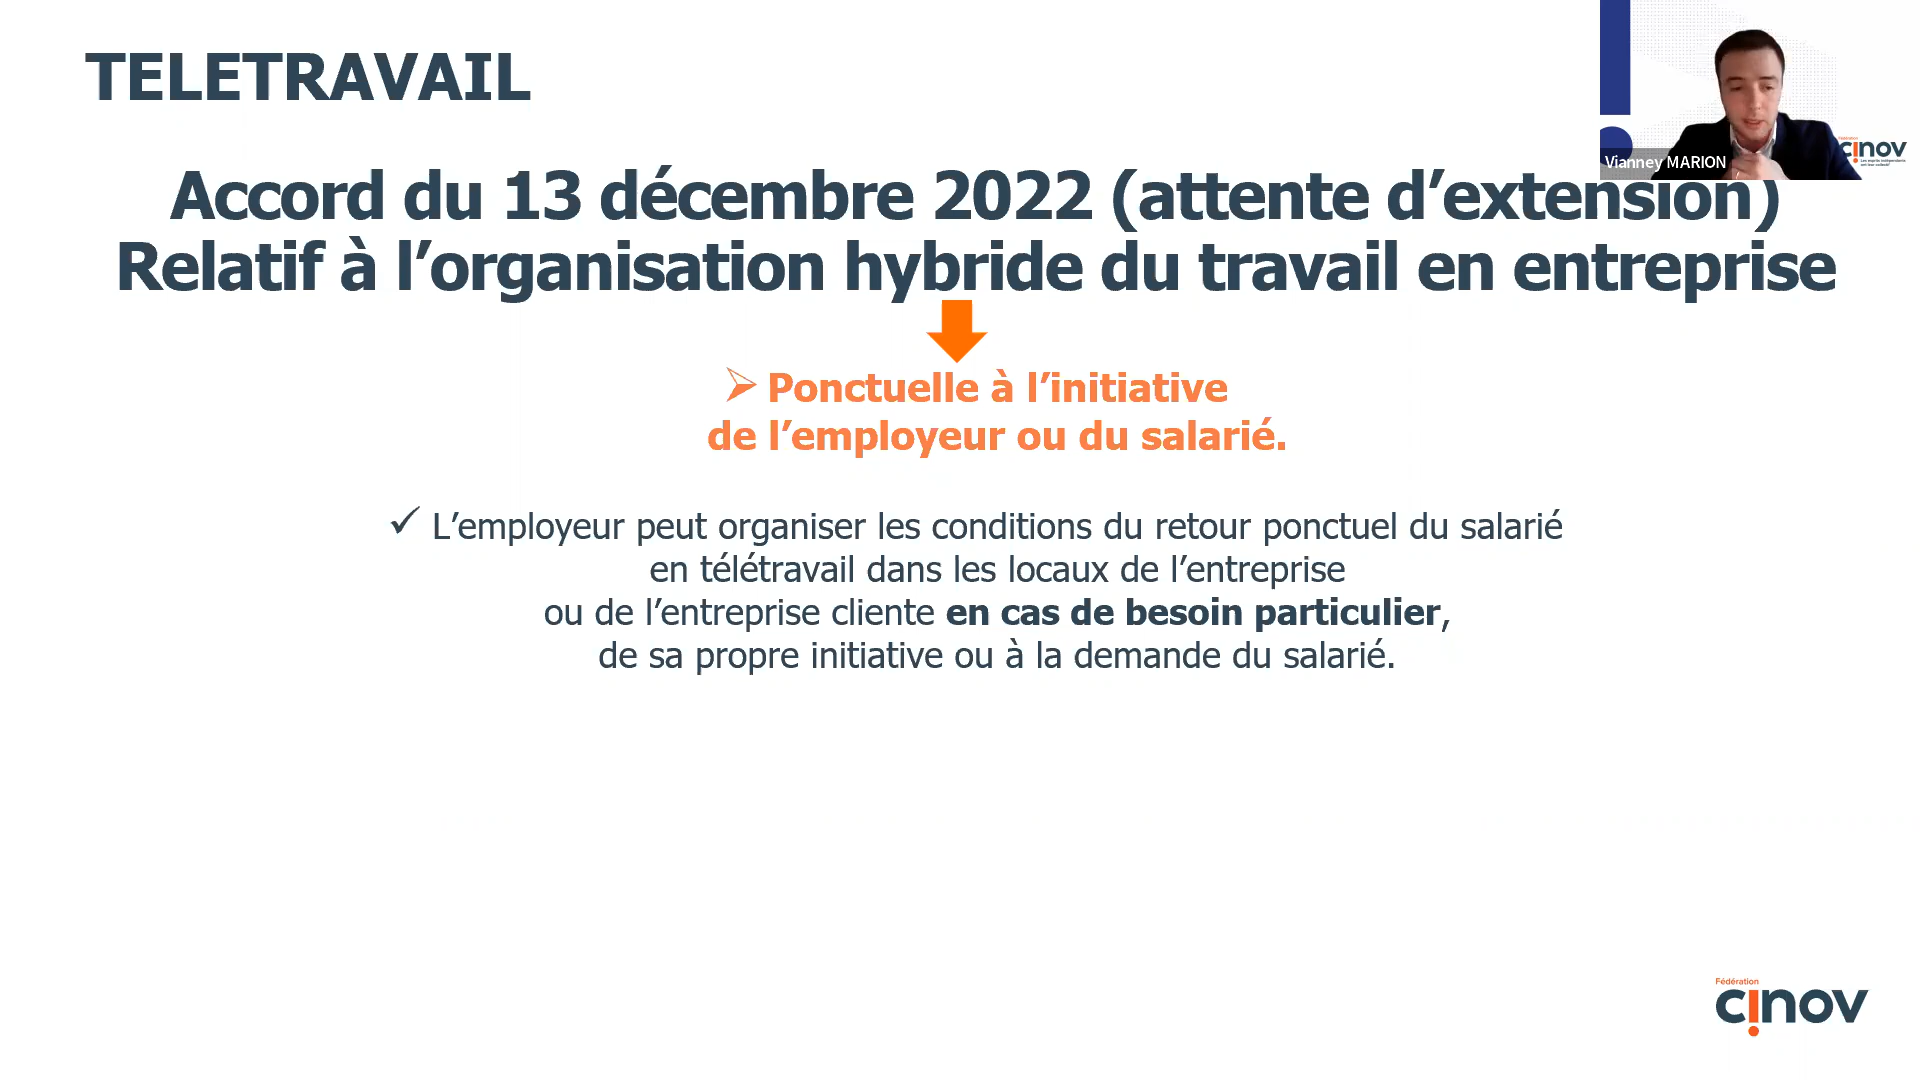 TELETRAVAIL
Vianney MARION
cinov
Accord du 13 décembre 2022 (attente d’extension)
Relatif à l’organisation hybride du travail en entreprise
➢ Ponctuelle à l’initiative
de l’employeur ou du salarié.
✓ L’employeur peut organiser les conditions du retour ponctuel du salarié
en télétravail dans les locaux de l’entreprise
ou de l’entreprise cliente en cas de besoin particulier,
de sa propre initiative ou à la demande du salarié.
Fédération
cinov